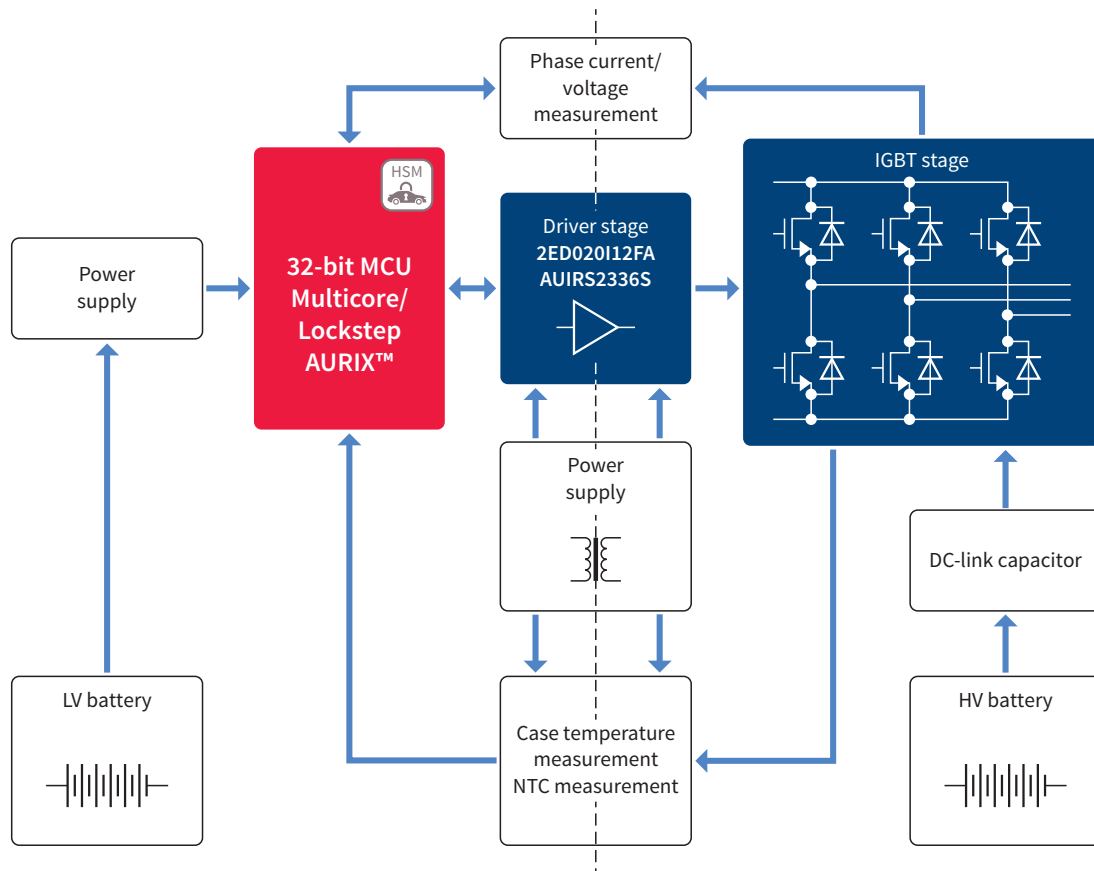 Phase current/
voltage
measurement
IGBT stage
HSM
Driver stage
2ED020I12FA
AUIRS2336S
32-bit MCU
Multicore/
Lockstep
AURIX™
Power
supply
Power
supply
DC-link capacitor
LV battery
Case temperature
measurement
NTC measurement
HV battery